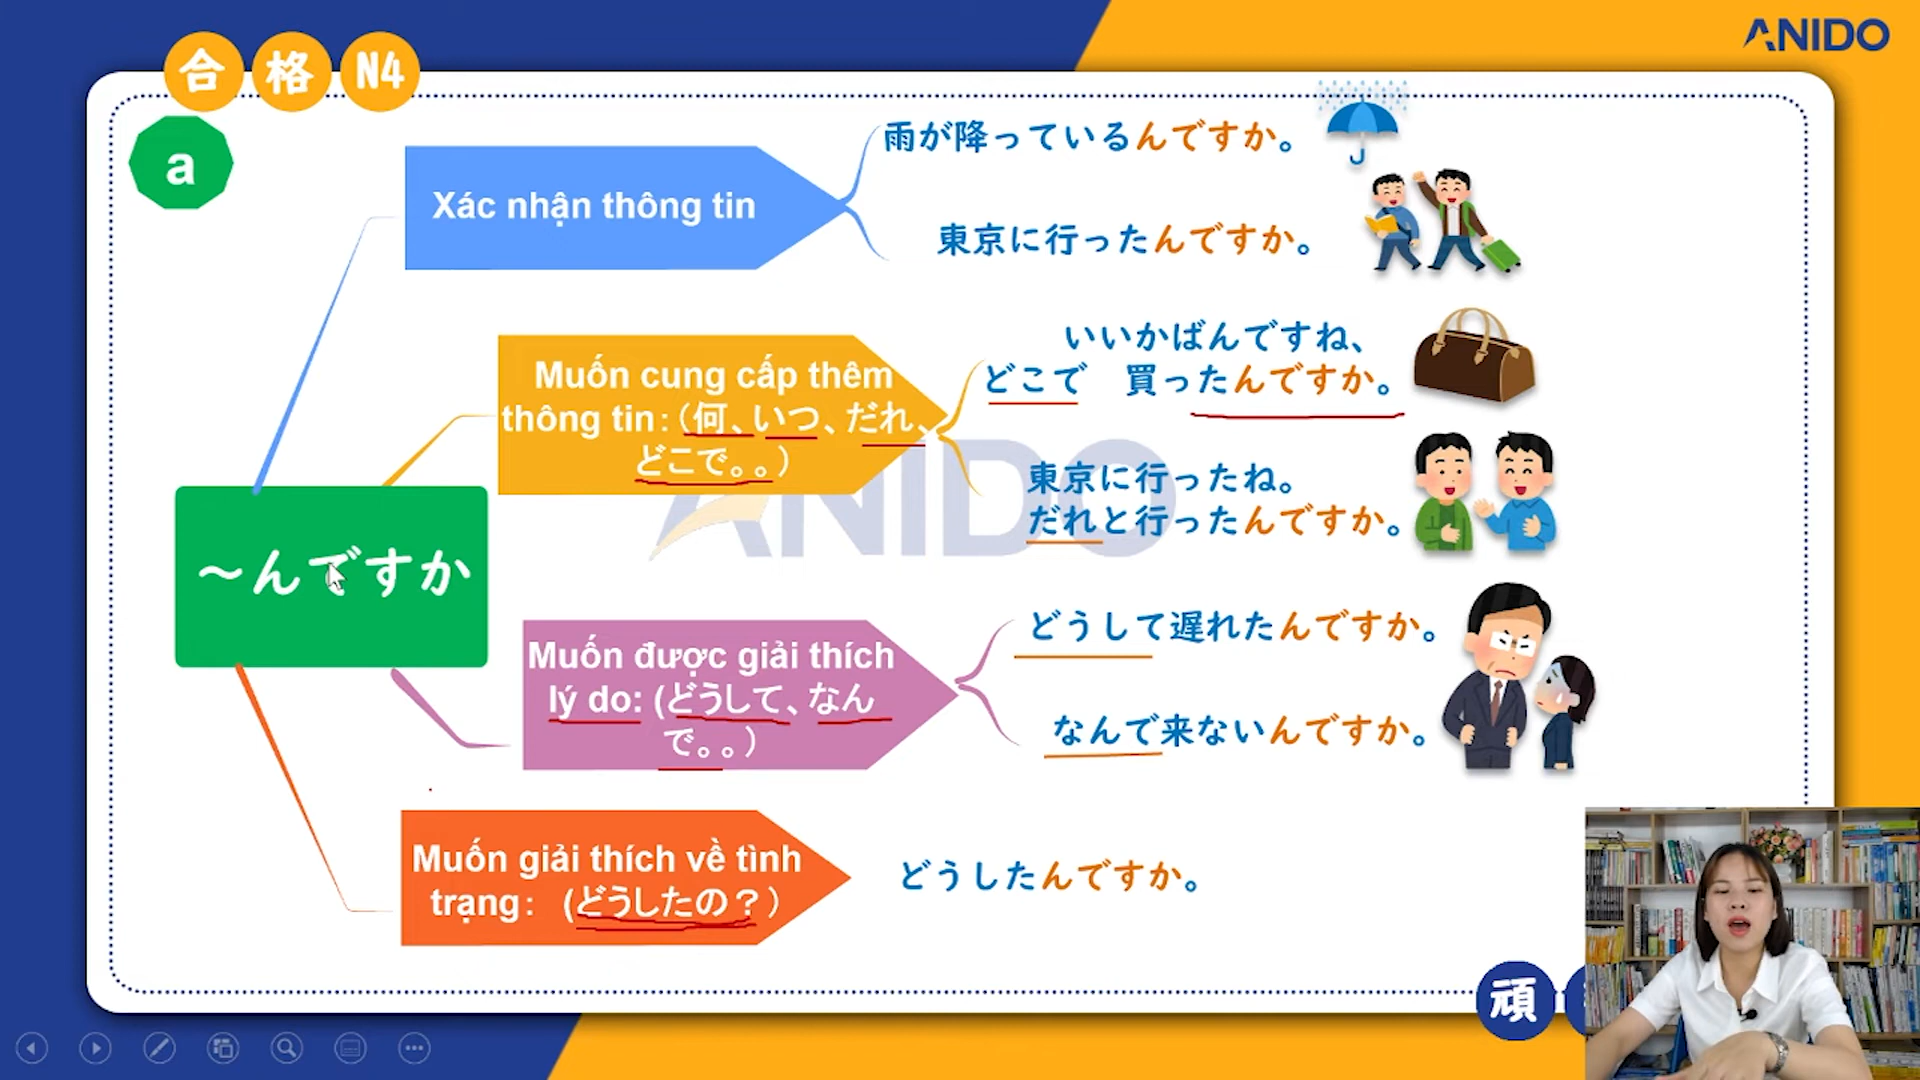 ANIDO
合格N4
a
Xác nhận thông tin
雨が降っているんですか。
東京に行ったんですか。
Muốn cung cấp thêm
thông tin:(何、いつ、だれ、
どこで。。)
いいかばんですね、
どこで 買ったんですか。
東京に行ったね。
だれと行ったんですか。
ANIDO
～んですか
Muốn được giải thích
lý do: (どうして、なん
で。。)
どうして遅れたんですか。
なんで来ないんですか。
Muốn giải thích về tình
trạng: (どうしたの？)
どうしたんですか。
頑